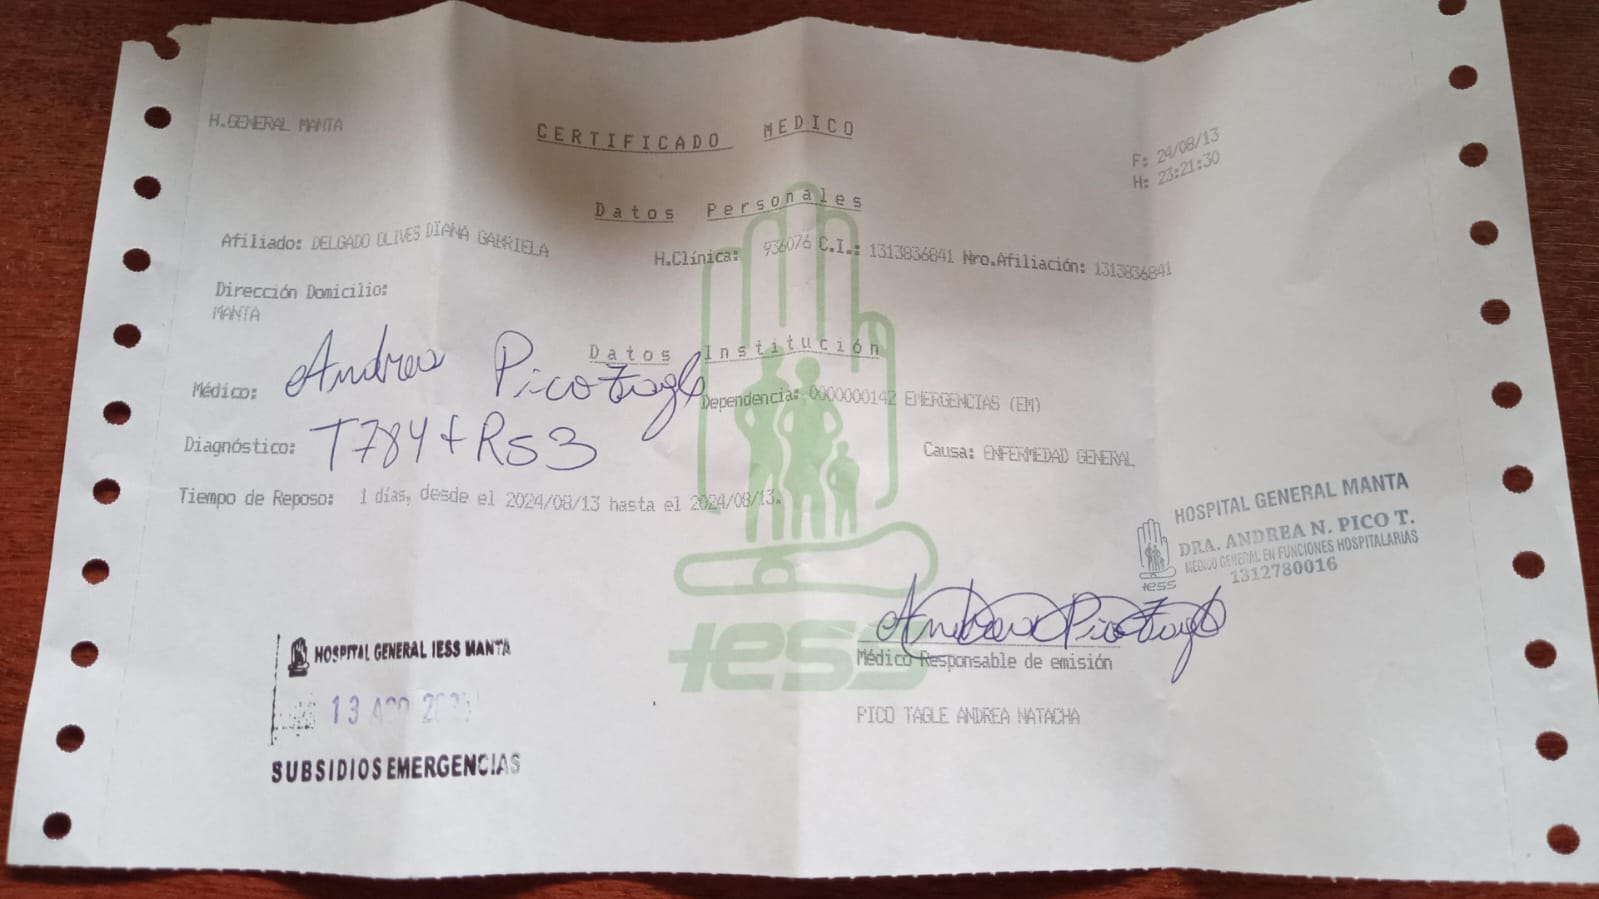 H.GENERAL MANTA
CERTIFICADO MEDICO
F: 24/08/13
H: 23:21:30
Datos Personales
Afiliado: DELGADO OLIVES DIANA GABRIELA H.Clínica: 936076 C.I.: 1313836841 Nro.Afiliación: 1313836841
Dirección Domicilio:
MANTA
Datos Institución
Médico: Andrea Pico Tagle Dependencia: 0000000142 EMERGENCIAS (EM)
Diagnóstico: T784 + R53 Causa: ENFERMEDAD GENERAL
Tiempo de Reposo: 1 días, desde el 2024/08/13 hasta el 2024/08/13.
HOSPITAL GENERAL MANTA
DRA. ANDREA N. PICO T.
MÉDICO GENERAL EN FUNCIONES HOSPITALARIAS
1312780016
iess
Andrea Pico Tagle
Médico Responsable de emisión
PICO TAGLE ANDREA NATACHA
iess
HOSPITAL GENERAL IESS MANTA
13 AGO
SUBSIDIOS EMERGENCIAS